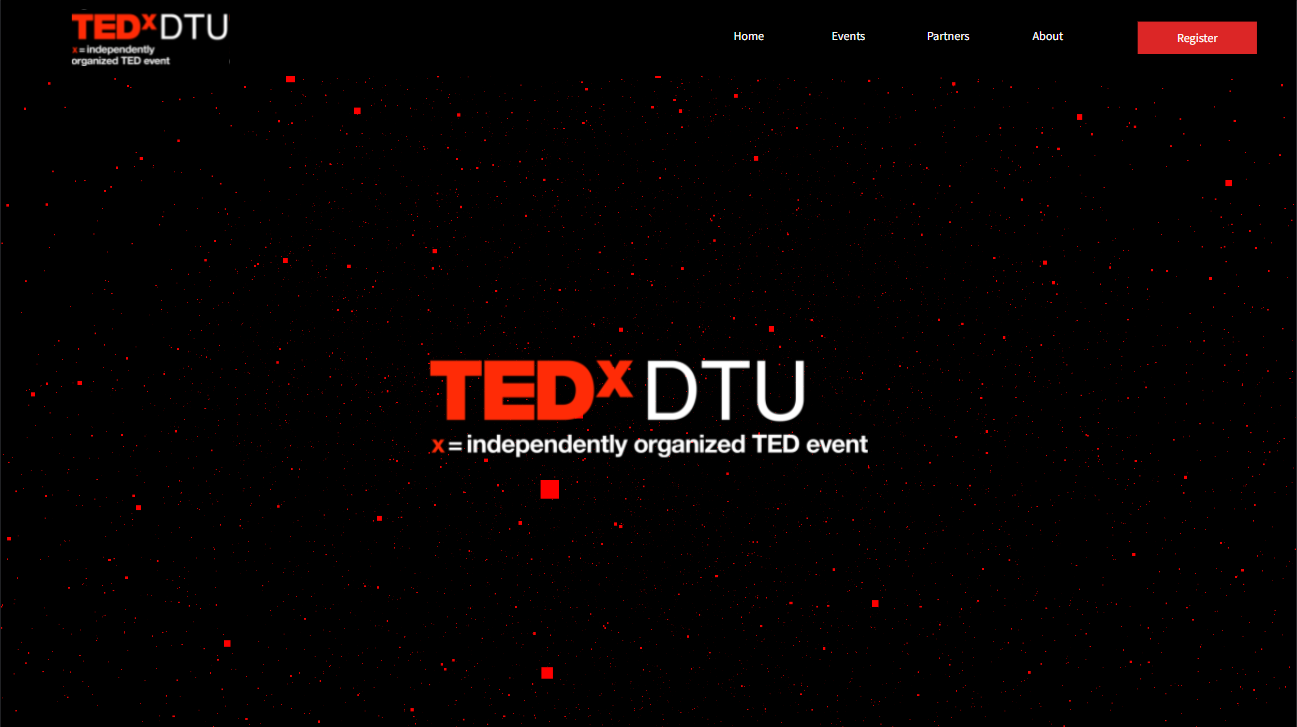 TEDxDTU
x = independently
organized TED event
Home Events Partners About Register
TEDxDTU
x = independently organized TED event